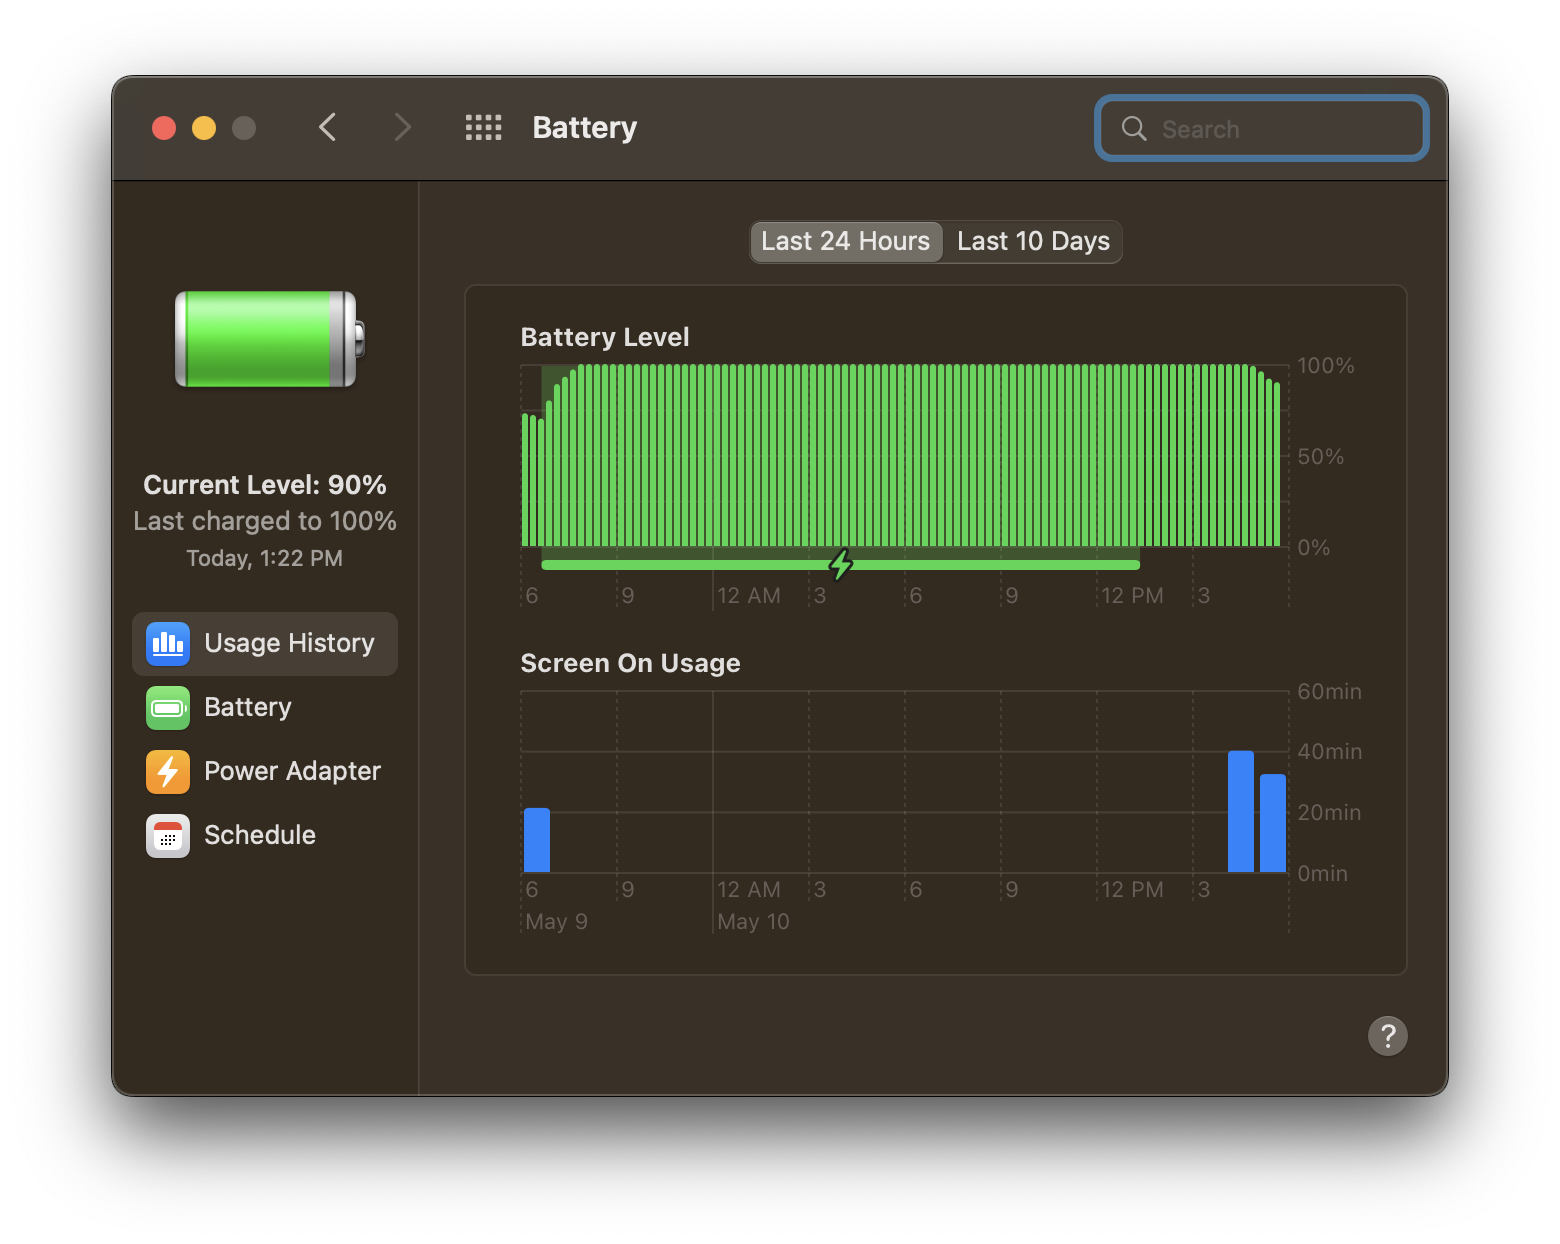 Battery
Search
Last 24 Hours
Last 10 Days
Current Level: 90%
Last charged to 100%
Today, 1:22 PM
Usage History
Battery
Power Adapter
Schedule
Battery Level
100%
50%
0%
6 9 12 AM 3 6 9 12 PM 3
Screen On Usage
60min
40min
20min
0min
6 9 12 AM 3 6 9 12 PM 3
May 9 May 10
?